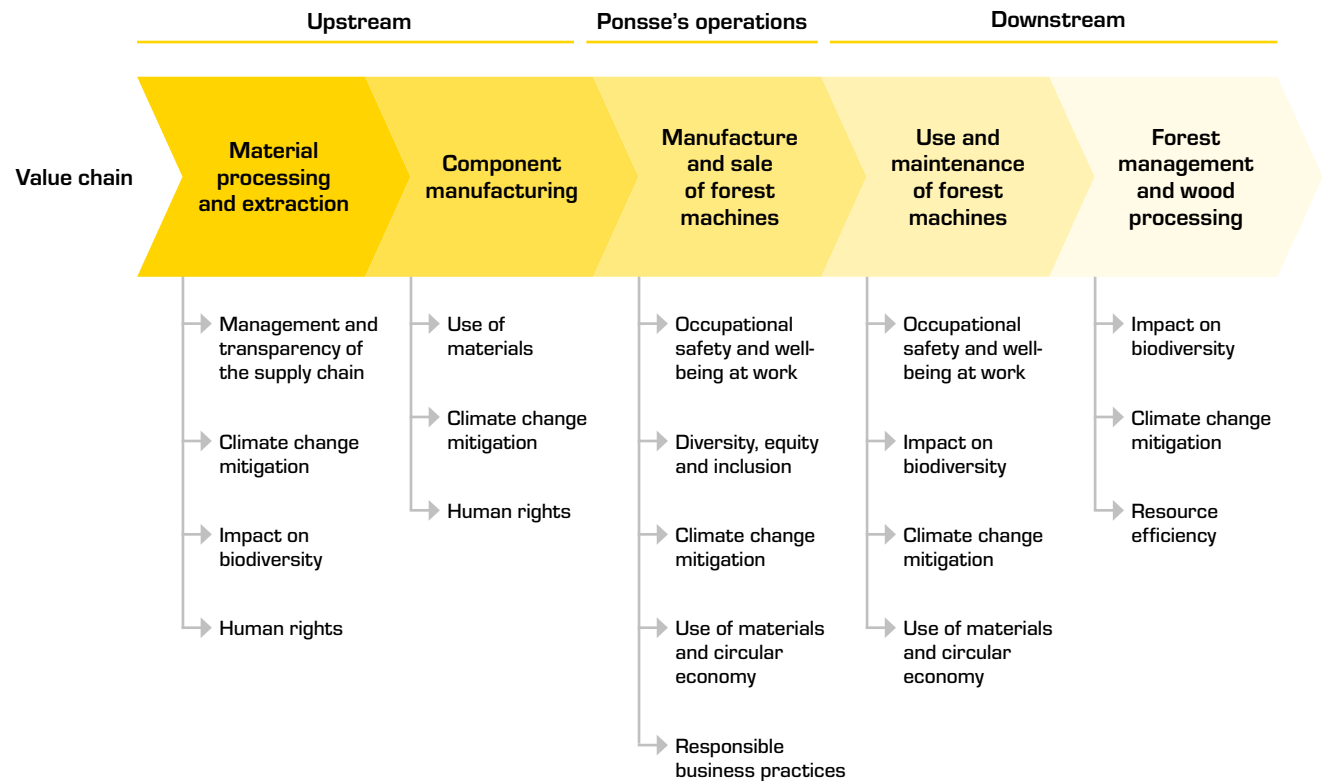 Upstream
Ponsse's operations
Downstream
Value chain
Material
processing
and extraction
Component
manufacturing
Manufacture
and sale
of forest
machines
Use and
maintenance
of forest
machines
Forest
management
and wood
processing
Management and
transparency of
the supply chain
Climate change
mitigation
Impact on
biodiversity
Human rights
Use of
materials
Climate change
mitigation
Human rights
Occupational
safety and well-
being at work
Diversity, equity
and inclusion
Climate change
mitigation
Use of materials
and circular
economy
Responsible
business practices
Occupational
safety and well-
being at work
Impact on
biodiversity
Climate change
mitigation
Use of materials
and circular
economy
Impact on
biodiversity
Climate change
mitigation
Resource
efficiency